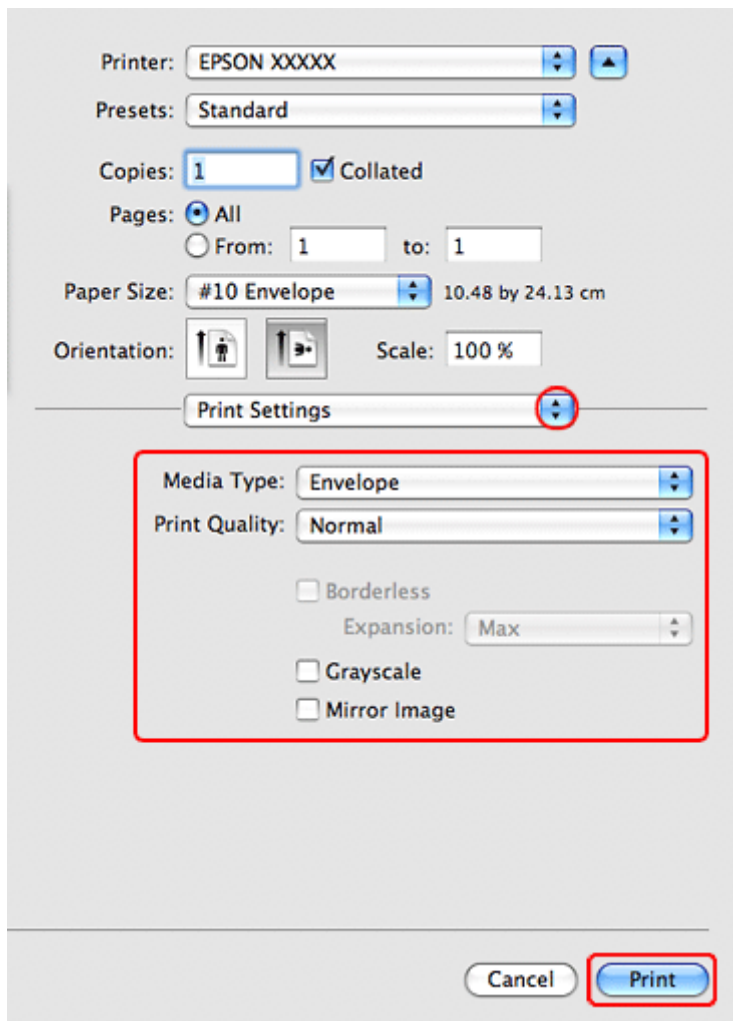 Printer: EPSON XXXXX
Presets: Standard
Copies: 1 Collated
Pages: All
From: 1 to: 1
Paper Size: #10 Envelope 10.48 by 24.13 cm
Orientation: Scale: 100 %
Print Settings
Media Type: Envelope
Print Quality: Normal
Borderless
Expansion: Max
Grayscale
Mirror Image
Cancel Print